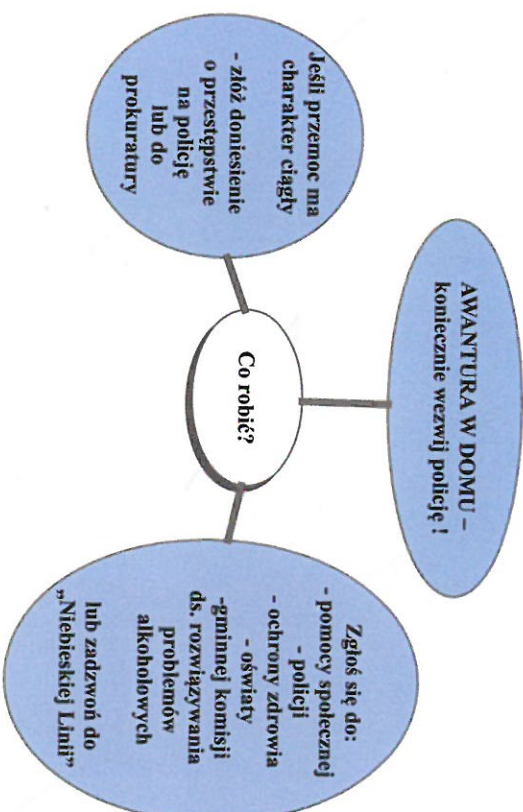 AWANTURA W DOMU –
koniecznie wezwij policję !
Jeśli przemoc ma
charakter ciągły
- złóż doniesienie
o przestępstwie
na policję
lub do
prokuratury
Co robić?
Zgłoś się do:
- pomocy społecznej
- policji
- ochrony zdrowia
- oświaty
-gminnej komisji
ds. rozwiązywania
problemów
alkoholowych
lub zadzwoń do
„Niebieskiej Linii”